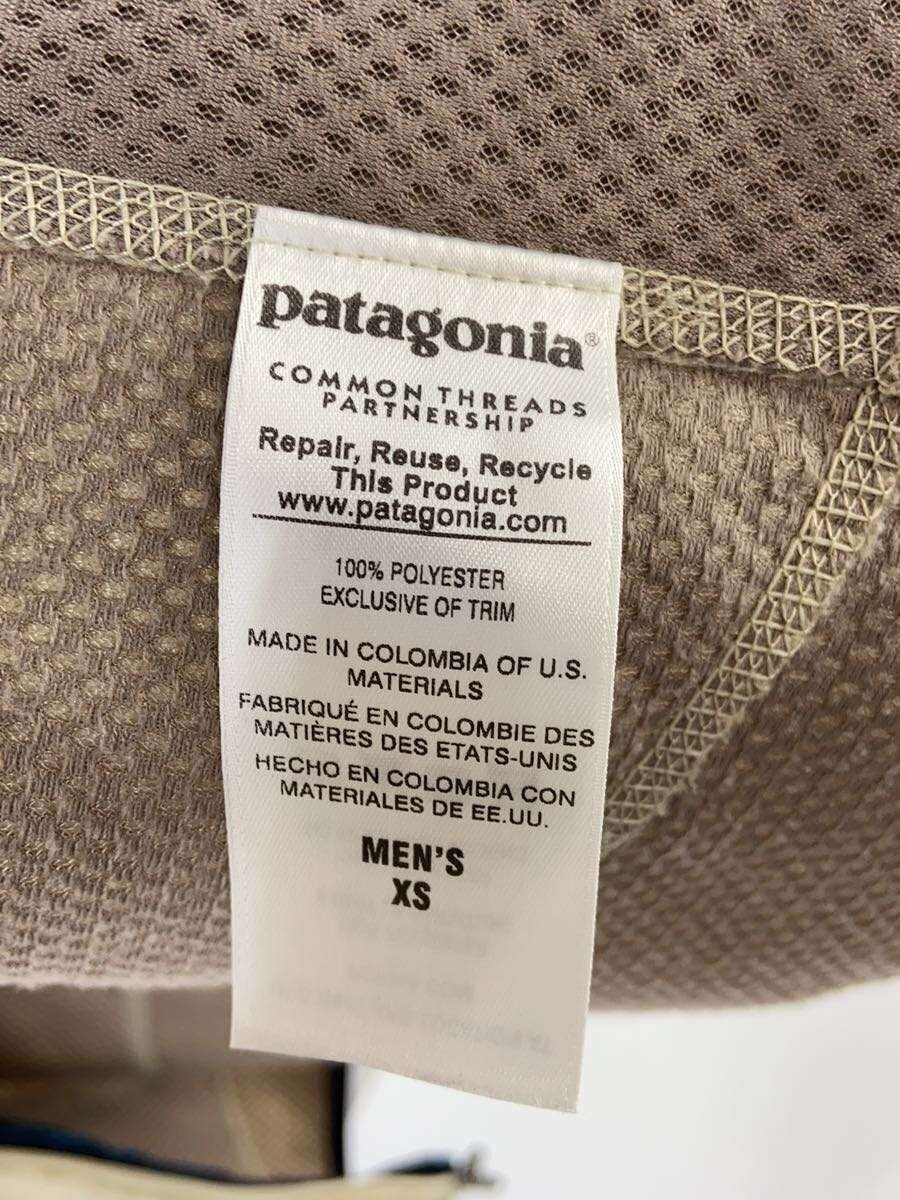 patagonia®
COMMON THREADS
PARTNERSHIP
Repair, Reuse, Recycle
This Product
www.patagonia.com
100% POLYESTER
EXCLUSIVE OF TRIM
MADE IN COLOMBIA OF U.S.
MATERIALS
FABRIQUÉ EN COLOMBIE DES
MATIÈRES DES ETATS-UNIS
HECHO EN COLOMBIA CON
MATERIALES DE EE.UU.
MEN'S
XS